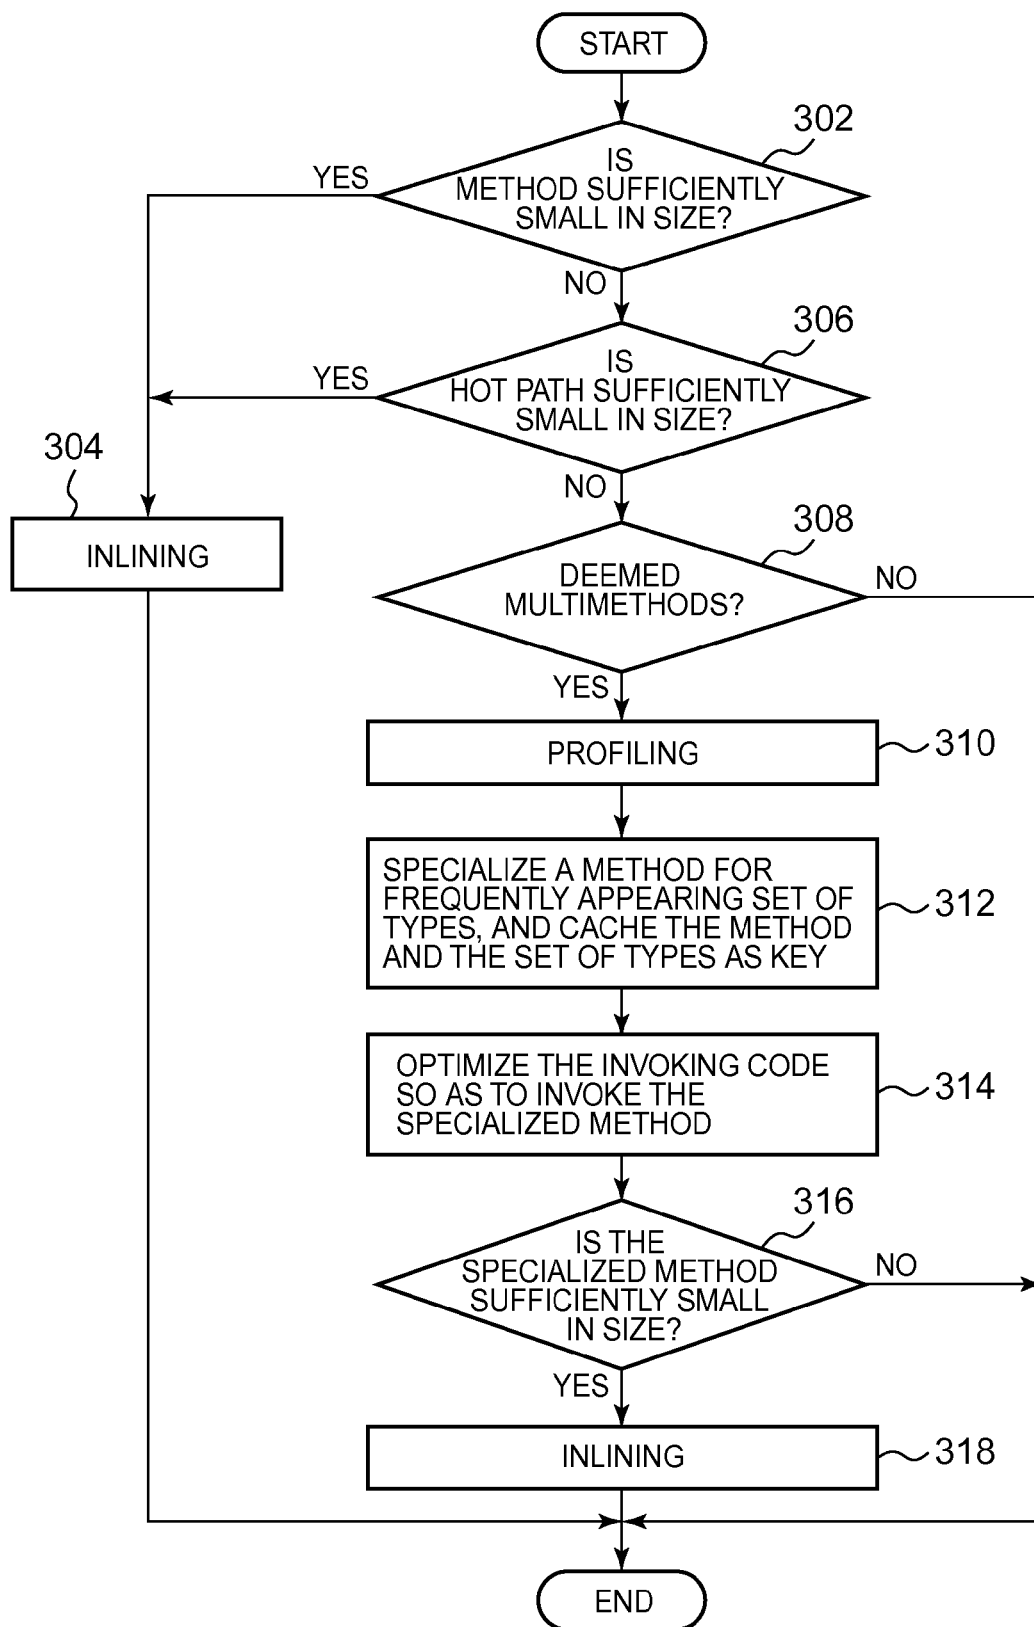 START
302
IS
METHOD SUFFICIENTLY
SMALL IN SIZE?
YES
NO
306
IS
HOT PATH SUFFICIENTLY
SMALL IN SIZE?
YES
NO
304
INLINING
308
DEEMED
MULTIMETHODS?
NO
YES
PROFILING
310
SPECIALIZE A METHOD FOR
FREQUENTLY APPEARING SET OF
TYPES, AND CACHE THE METHOD
AND THE SET OF TYPES AS KEY
312
OPTIMIZE THE INVOKING CODE
SO AS TO INVOKE THE
SPECIALIZED METHOD
314
316
IS THE
SPECIALIZED METHOD
SUFFICIENTLY SMALL
IN SIZE?
NO
YES
INLINING
318
END